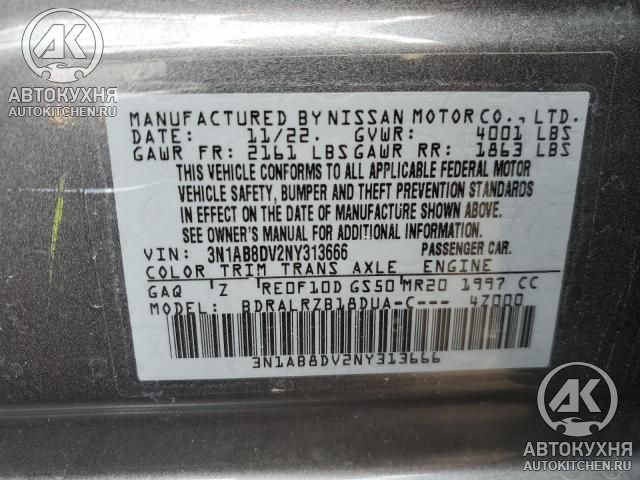 AK
АВТОКУХНЯ
AUTOKITCHEN.RU
MANUFACTURED BY NISSAN MOTOR CO., LTD.
DATE: 11/22. GVWR: 4001 LBS
GAWR FR: 2161 LBS GAWR RR: 1863 LBS
THIS VEHICLE CONFORMS TO ALL APPLICABLE FEDERAL MOTOR
VEHICLE SAFETY, BUMPER AND THEFT PREVENTION STANDARDS
IN EFFECT ON THE DATE OF MANUFACTURE SHOWN ABOVE.
SEE OWNER'S MANUAL FOR ADDITIONAL INFORMATION.
VIN: 3N1AB8DV2NY313666 PASSENGER CAR.
COLOR TRIM TRANS AXLE ENGINE
GAQ 'Z RE0F10D GS50 MR20 1997 CC
MODEL: BDRALRZB18DUA-C--- 4Z000
3N1AB8DV2NY313666
AK
АВТОКУХНЯ
AUTOKITCHEN.RU